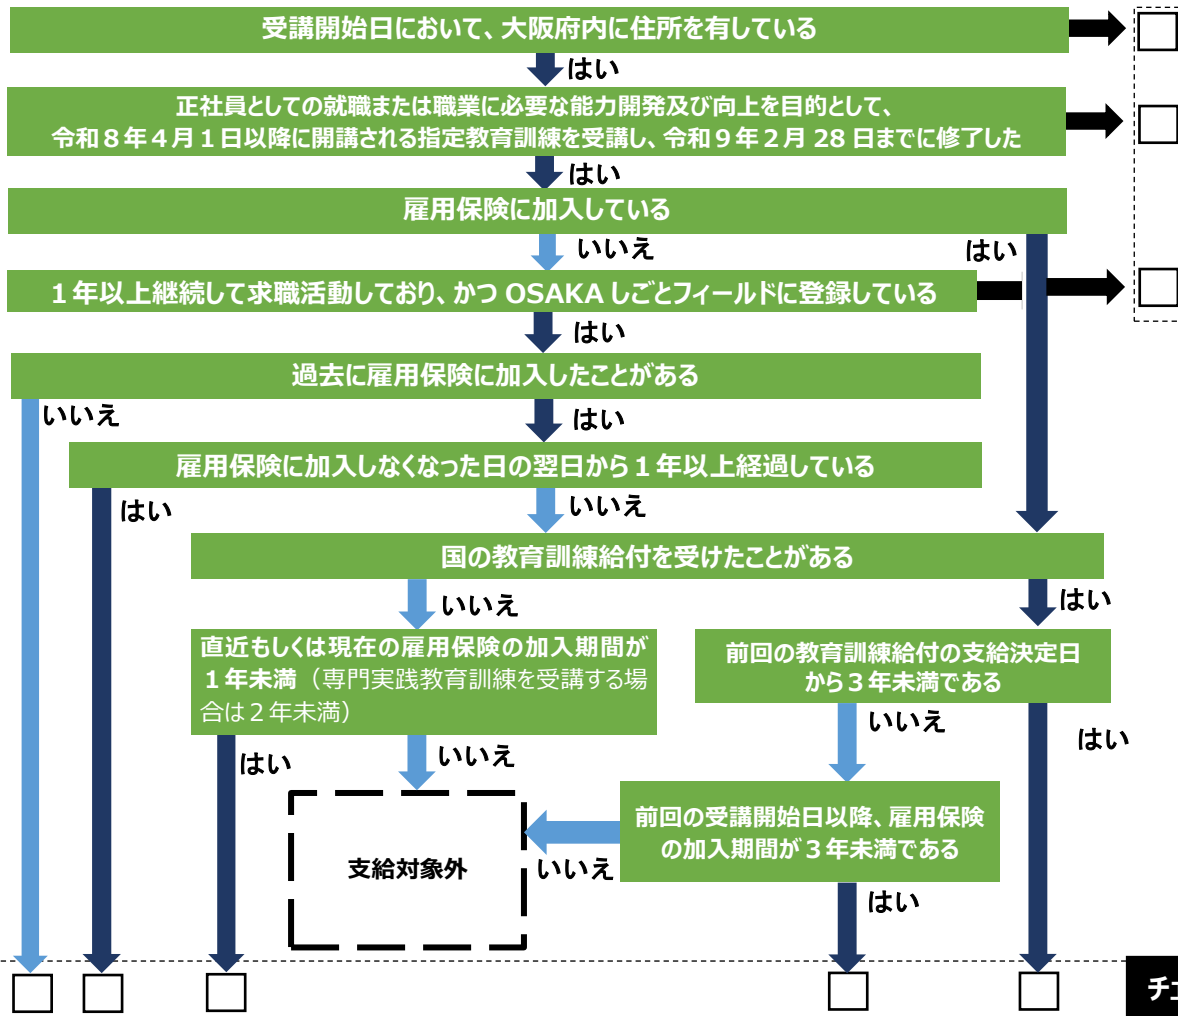 受講開始日において、大阪府内に住所を有している
はい
正社員としての就職または職業に必要な能力開発及び向上を目的として、
令和８年４月１日以降に開講される指定教育訓練を受講し、令和９年２月 28 日までに修了した
はい
雇用保険に加入している
いいえ
はい
１年以上継続して求職活動しており、かつ OSAKA しごとフィールドに登録している
はい
過去に雇用保険に加入したことがある
いいえ
はい
雇用保険に加入しなくなった日の翌日から１年以上経過している
はい
いいえ
国の教育訓練給付を受けたことがある
いいえ
はい
直近もしくは現在の雇用保険の加入期間が
１年未満（専門実践教育訓練を受講する場
合は２年未満）
前回の教育訓練給付の支給決定日
から３年未満である
いいえ
はい
はい
いいえ
前回の受講開始日以降、雇用保険
の加入期間が３年未満である
いいえ
支給対象外
はい
チ